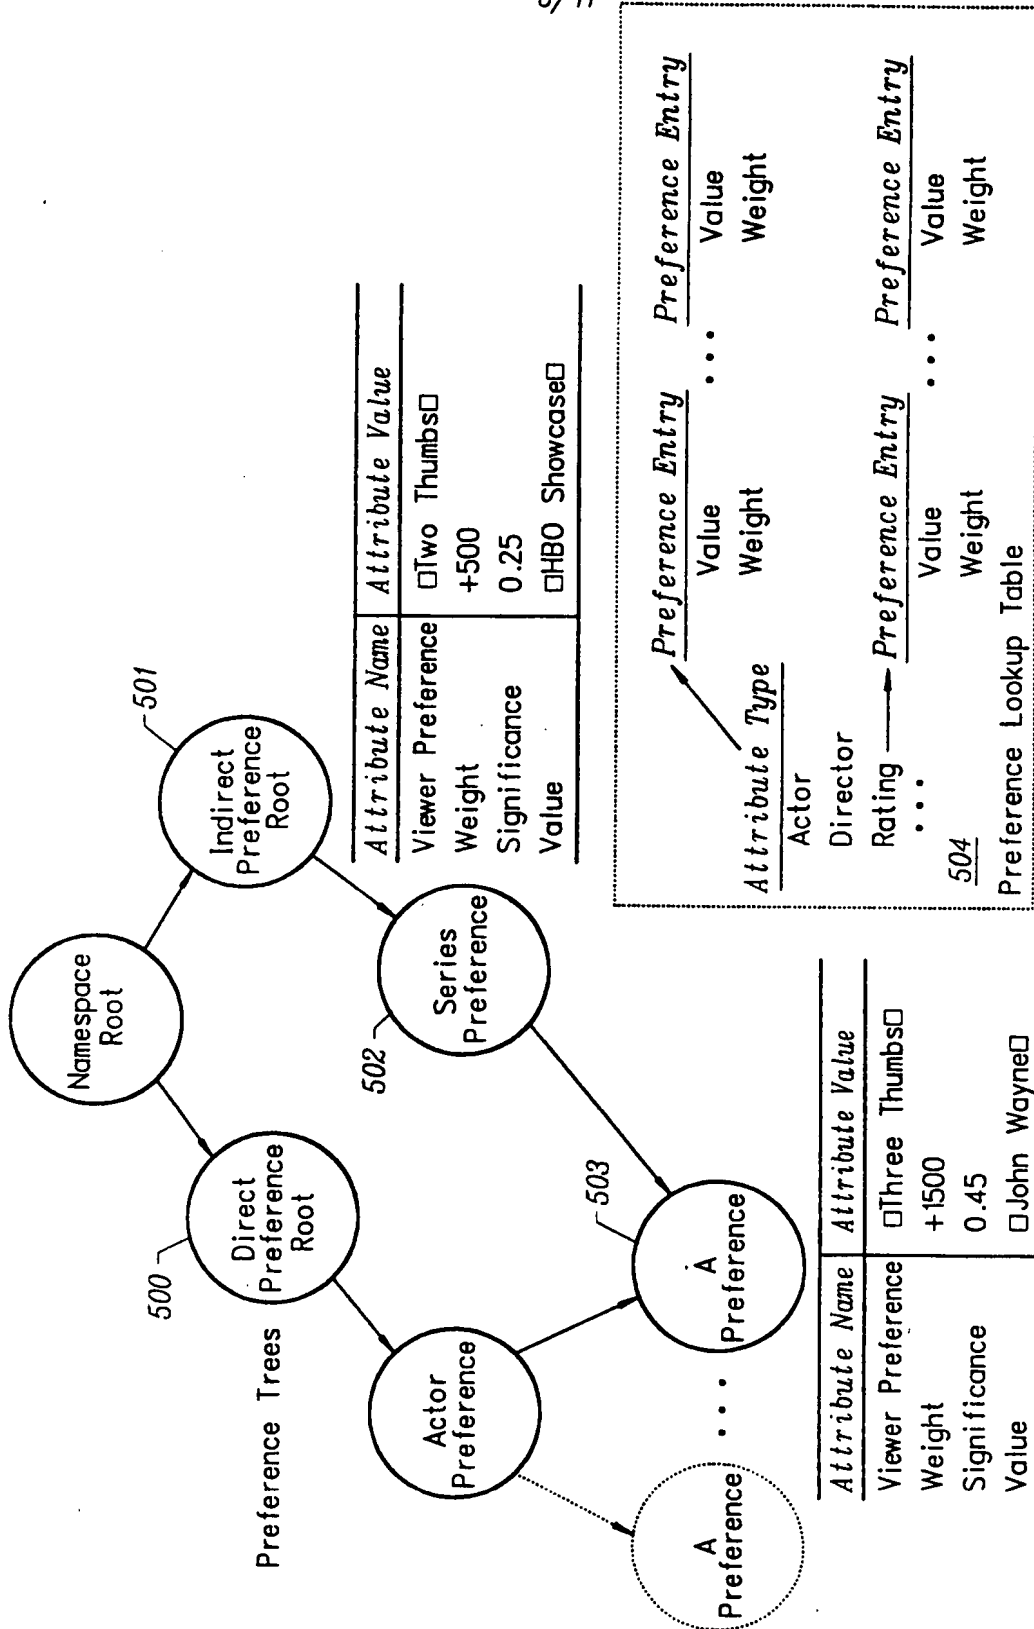 Preference Trees
Namespace
Root
500
Direct
Preference
Root
501
Indirect
Preference
Root
Actor
Preference
502
Series
Preference
A
Preference
• • •
503
A
Preference
Attribute Name Attribute Value
Viewer Preference □Two Thumbs□
Weight +500
Significance 0.25
Value □HBO Showcase□
Attribute Name Attribute Value
Viewer Preference □Three Thumbs□
Weight +1500
Significance 0.45
Value □John Wayne□
Attribute Type
Actor
Director
Rating
• • •
Preference Entry
Value
Weight
• • •
Preference Entry
Value
Weight
Preference Entry
Value
Weight
• • •
Preference Entry
Value
Weight
504
Preference Lookup Table